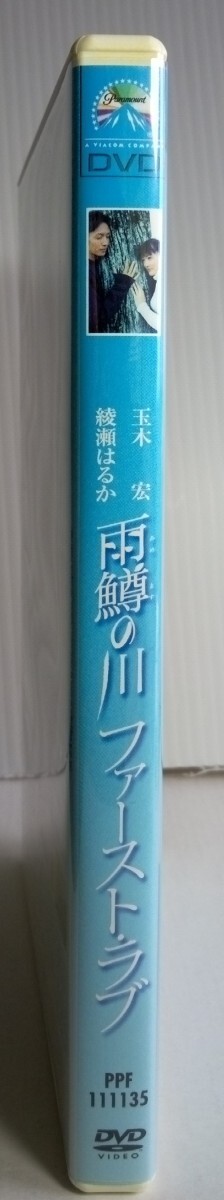 Paramount
A VIACOM COMPANY
DVD
玉木 宏
綾瀬はるか
雨鱒の川 ファースト・ラブ
PPF
111135
DVD
VIDEO